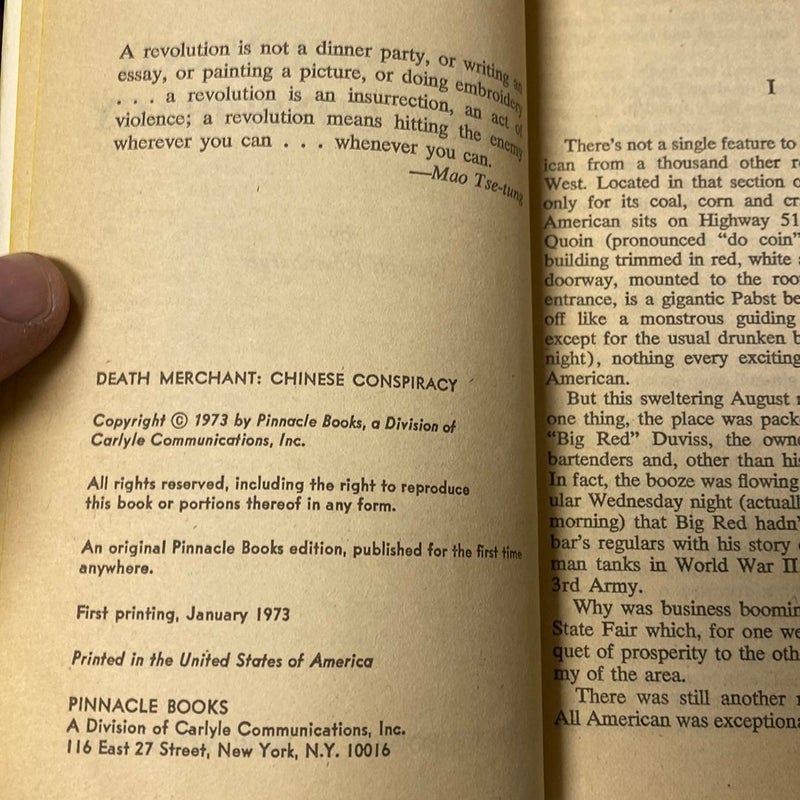 A revolution is not a dinner party, or writing an
essay, or painting a picture, or doing embroidery
. . . a revolution is an insurrection, an act of
violence; a revolution means hitting the enemy
wherever you can . . . whenever you can.
—Mao Tse-tung
DEATH MERCHANT: CHINESE CONSPIRACY
Copyright © 1973 by Pinnacle Books, a Division of
Carlyle Communications, Inc.
All rights reserved, including the right to reproduce
this book or portions thereof in any form.
An original Pinnacle Books edition, published for the first time
anywhere.
First printing, January 1973
Printed in the United States of America
PINNACLE BOOKS
A Division of Carlyle Communications, Inc.
116 East 27 Street, New York, N.Y. 10016
I
There's not a single feature to
ican from a thousand other
West. Located in that section
only for its coal, corn and
American sits on Highway 51
Quoin (pronounced "do coin"
building trimmed in red, white
doorway, mounted to the
entrance, is a gigantic Pabst
off like a monstrous guiding
except for the usual drunken
night), nothing every exciting
American.
But this sweltering August
one thing, the place was
"Big Red" Duviss, the
bartenders and, other than
In fact, the booze was flowing
ular Wednesday night
morning) that Big Red
bar's regulars with his story
man tanks in World War II
3rd Army.
Why was business
State Fair which, for one
quet of prosperity to the
my of the area.
There was still another
All American was